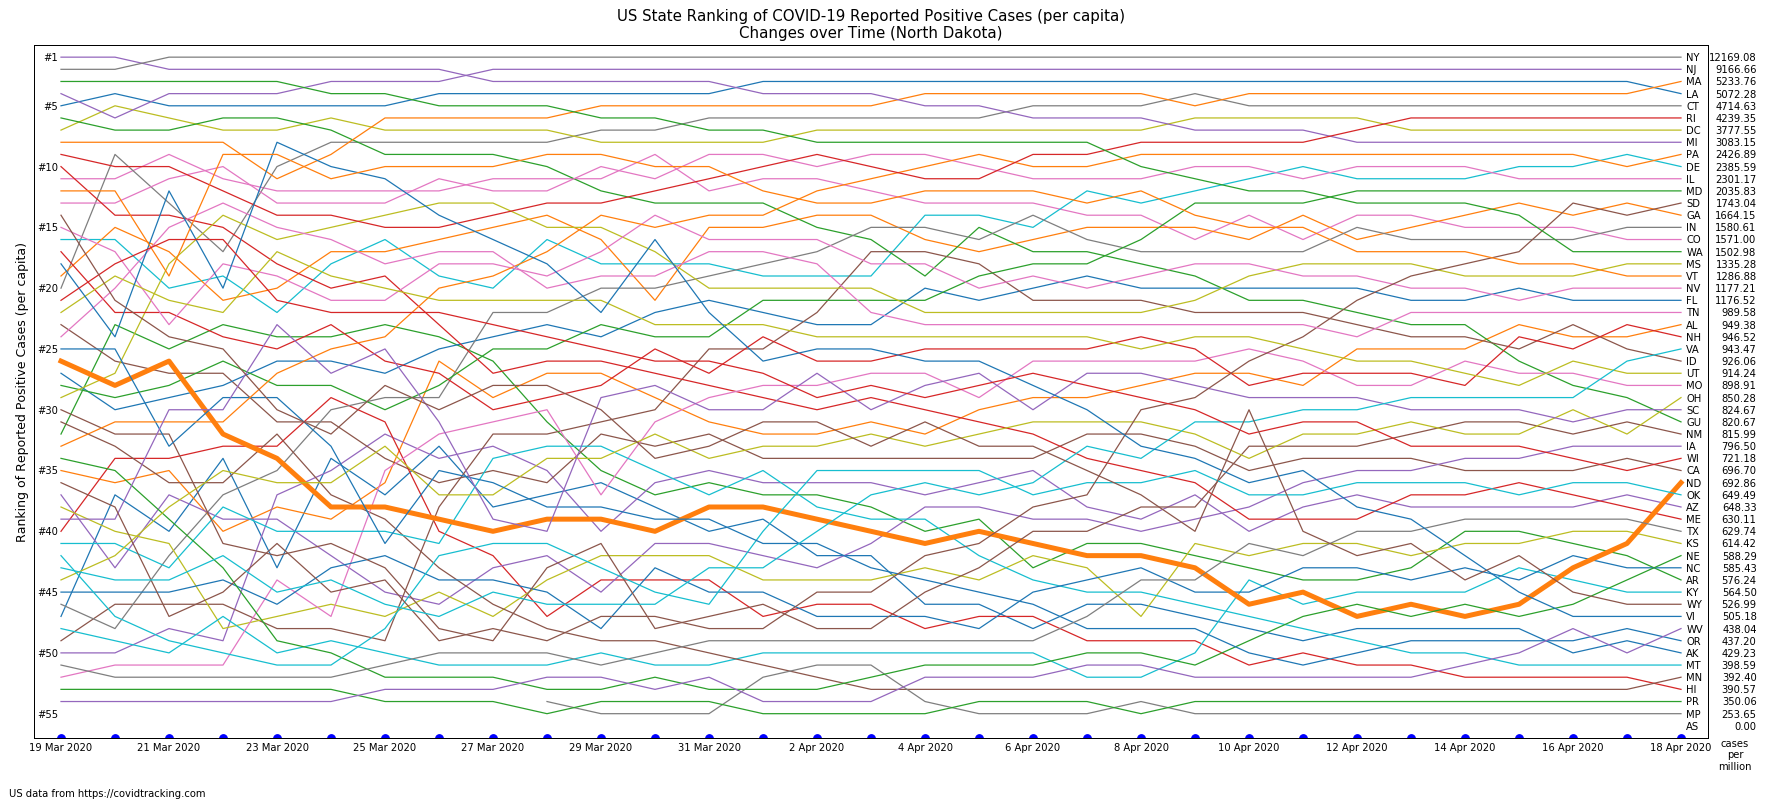 US State Ranking of COVID-19 Reported Positive Cases (per capita)
Changes over Time (North Dakota)
Ranking of Reported Positive Cases (per capita)
#1
#5
#10
#15
#20
#25
#30
#35
#40
#45
#50
#55
NY 12169.08
NJ 9166.66
MA 5233.76
LA 5072.28
CT 4714.63
RI 4239.35
DC 3777.55
MI 3083.15
PA 2426.89
DE 2385.59
IL 2301.17
MD 2035.83
SD 1743.04
GA 1664.15
IN 1580.61
CO 1571.00
WA 1502.98
MS 1335.28
VT 1286.88
NV 1177.21
FL 1176.52
TN 989.58
AL 949.38
NH 946.52
VA 943.47
ID 926.06
UT 914.24
MO 898.91
OH 850.28
SC 824.67
GU 820.67
NM 815.99
IA 796.50
WI 721.18
CA 696.70
ND 692.86
OK 649.49
AZ 648.33
ME 630.11
TX 629.74
KS 614.42
NE 588.29
NC 585.43
AR 576.24
KY 564.50
WY 526.99
VI 505.18
WV 438.04
OR 437.20
AK 429.23
MT 398.59
MN 392.40
HI 390.57
PR 350.06
MP 253.65
AS 0.00
19 Mar 2020 21 Mar 2020 23 Mar 2020 25 Mar 2020 27 Mar 2020 29 Mar 2020 31 Mar 2020 2 Apr 2020 4 Apr 2020 6 Apr 2020 8 Apr 2020 10 Apr 2020 12 Apr 2020 14 Apr 2020 16 Apr 2020 18 Apr 2020
cases
per
million
US data from https://covidtracking.com